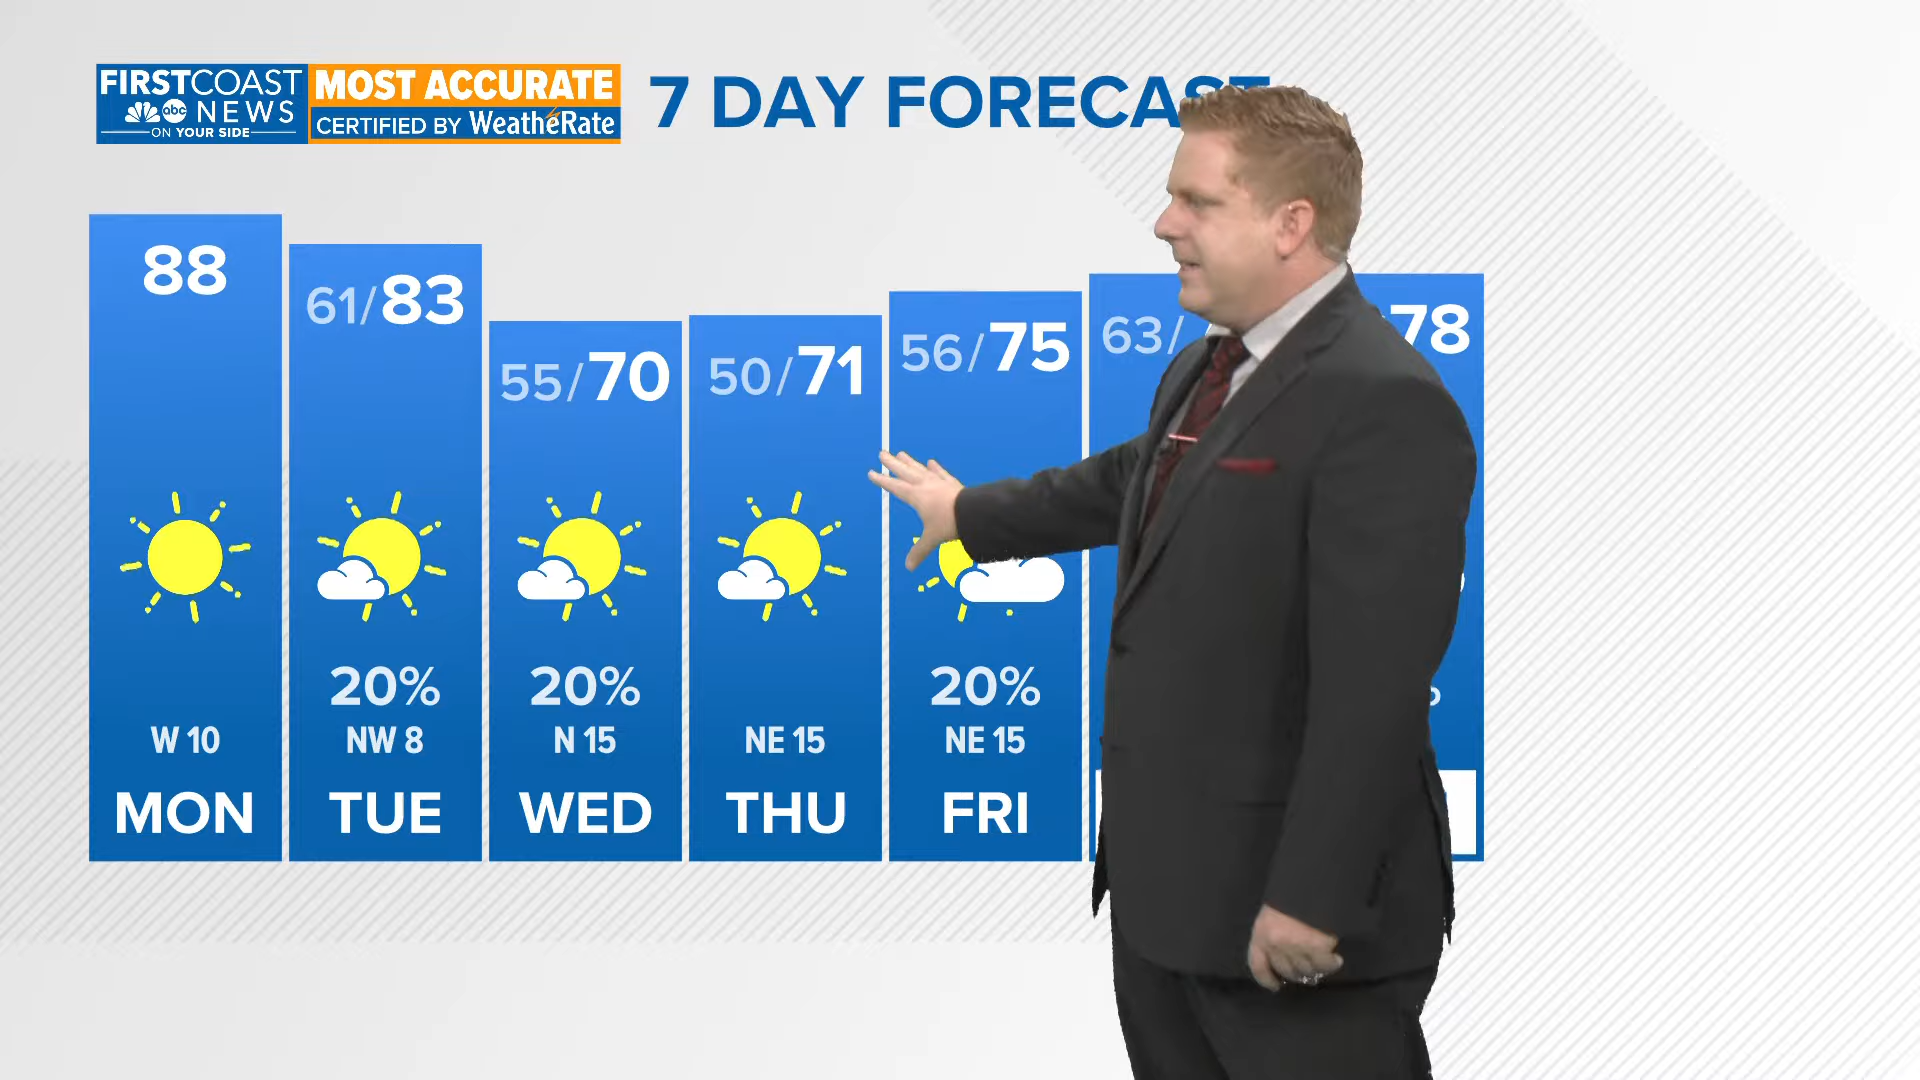 FIRSTCOAST
abc NEWS
ON YOUR SIDE
MOST ACCURATE
CERTIFIED BY WeatheRate
7 DAY FORECAST
88
W 10
MON
61/83
20%
NW 8
TUE
55/70
20%
N 15
WED
50/71
NE 15
THU
56/75
20%
NE 15
FRI
63/
78
%